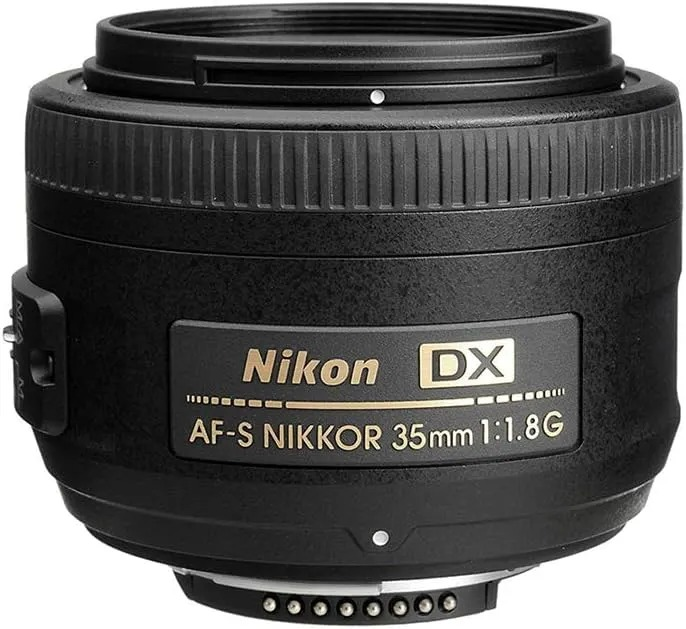 Nikon DX
AF-S NIKKOR 35mm 1:1.8G
M/A
M